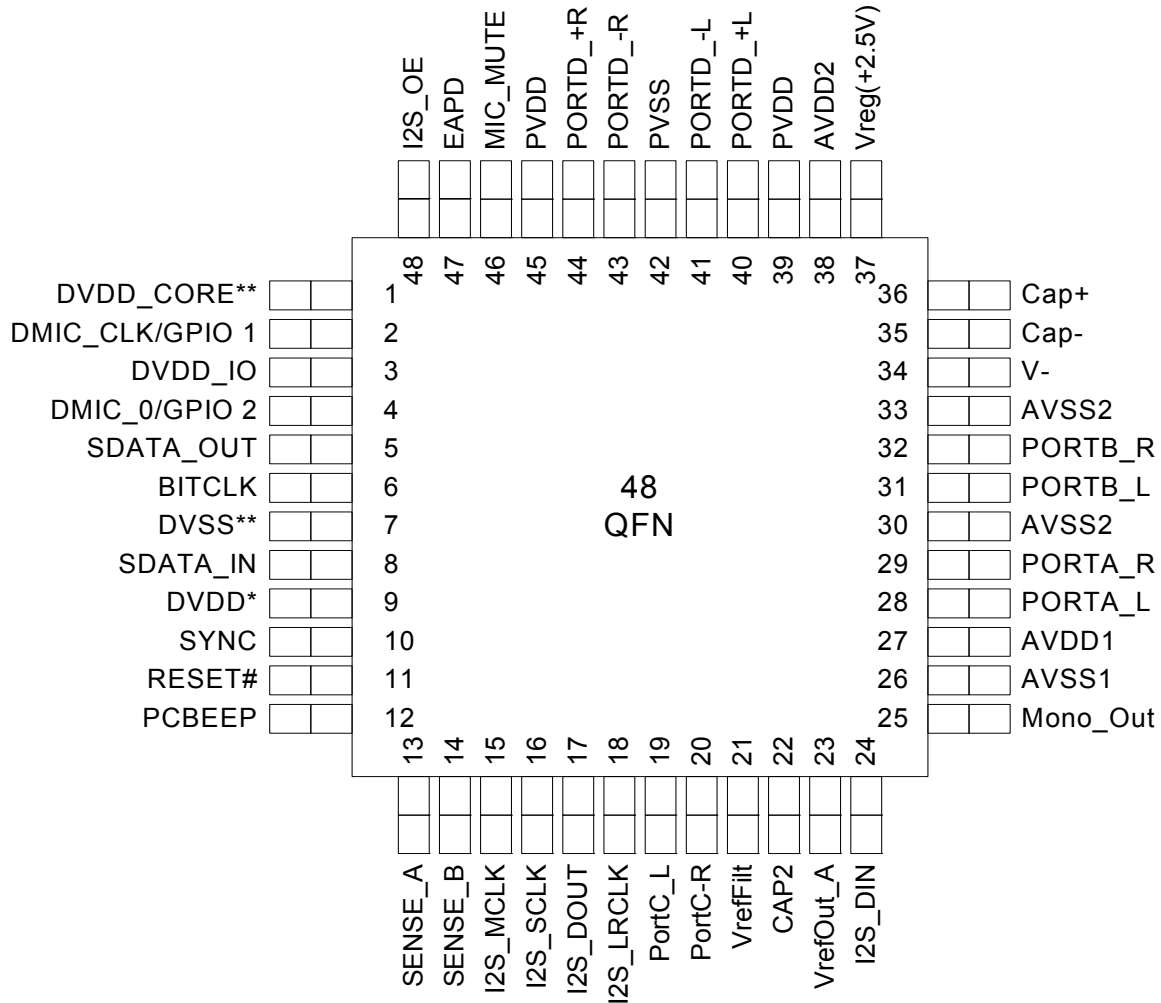 I2S_OE
EAPD
MIC_MUTE
PVDD
PORTD_+R
PORTD_-R
PVSS
PORTD_-L
PORTD_+L
PVDD
AVDD2
Vreg(+2.5V)
48
47
46
45
44
43
42
41
40
39
38
37
DVDD_CORE** 1
DMIC_CLK/GPIO 1 2
DVDD_IO 3
DMIC_0/GPIO 2 4
SDATA_OUT 5
BITCLK 6
DVSS** 7
SDATA_IN 8
DVDD* 9
SYNC 10
RESET# 11
PCBEEP 12
48
QFN
36 Cap+
35 Cap-
34 V-
33 AVSS2
32 PORTB_R
31 PORTB_L
30 AVSS2
29 PORTA_R
28 PORTA_L
27 AVDD1
26 AVSS1
25 Mono_Out
13
14
15
16
17
18
19
20
21
22
23
24
SENSE_A
SENSE_B
I2S_MCLK
I2S_SCLK
I2S_DOUT
I2S_LRCLK
PortC_L
PortC-R
VrefFilt
CAP2
VrefOut_A
I2S_DIN